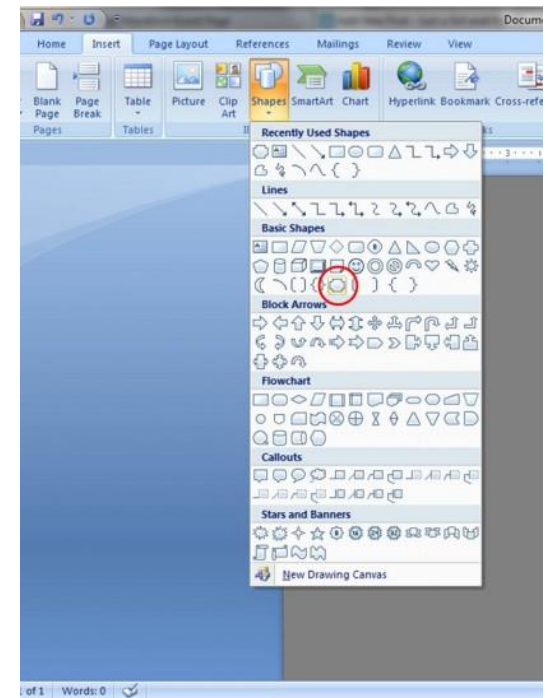 Docum
Home Insert Page Layout References Mailings Review View
Blank Page
Page Break
Table
Picture
Clip Art
Shapes
SmartArt
Chart
Hyperlink
Bookmark
Cross-refe
Pages
Tables
Recently Used Shapes
Lines
Basic Shapes
Block Arrows
Flowchart
Callouts
Stars and Banners
New Drawing Canvas
of 1 Words: 0